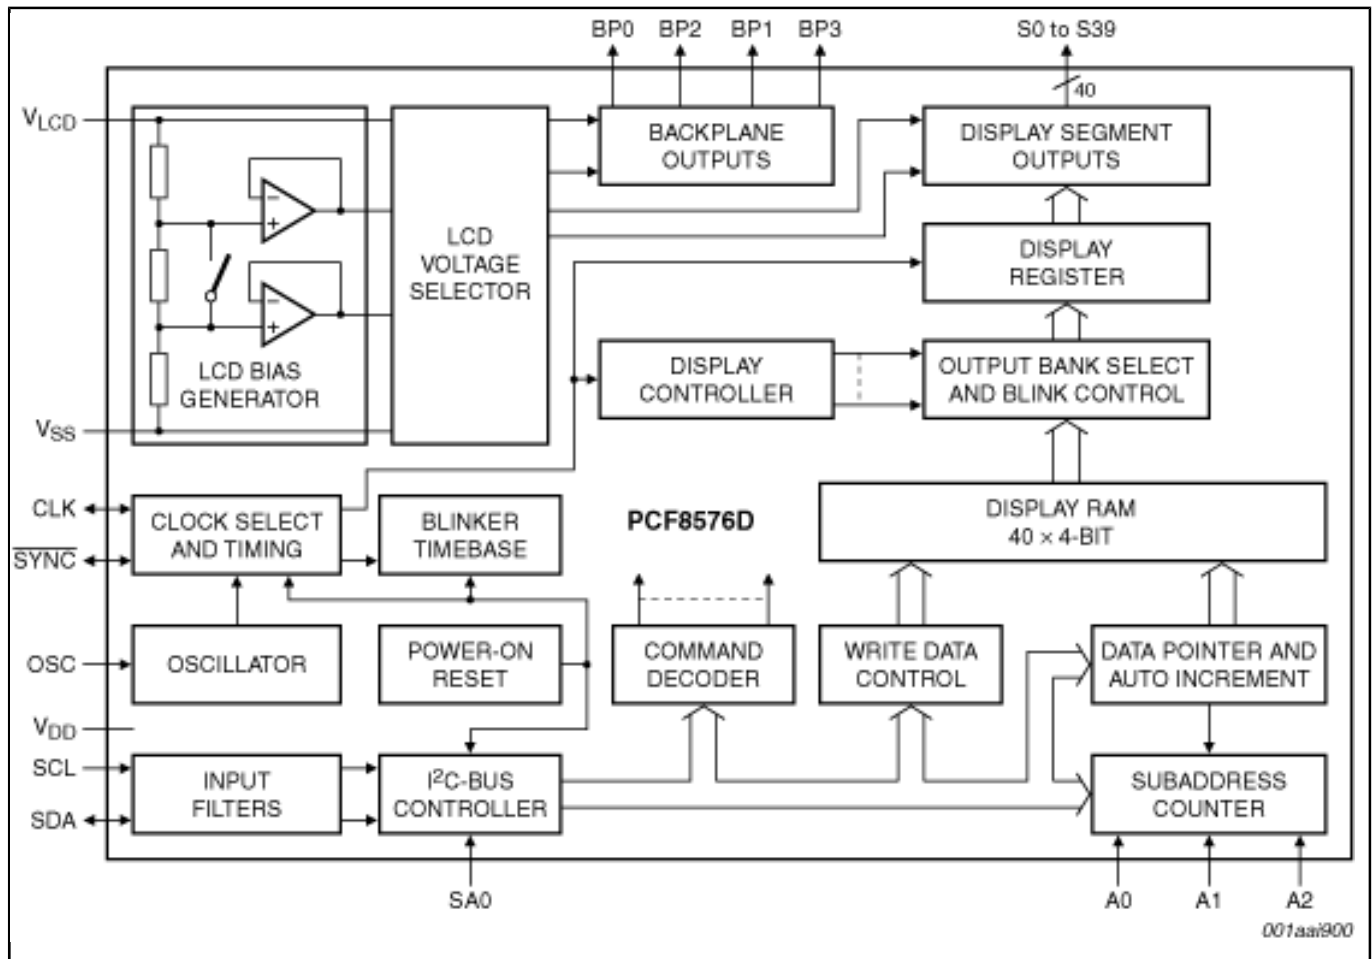 BP0 BP2 BP1 BP3 S0 to S39
40
VLCD
BACKPLANE
OUTPUTS
DISPLAY SEGMENT
OUTPUTS
−
+
LCD
VOLTAGE
SELECTOR
DISPLAY
REGISTER
−
+
LCD BIAS
GENERATOR
DISPLAY
CONTROLLER
OUTPUT BANK SELECT
AND BLINK CONTROL
VSS
CLK
SYNC
CLOCK SELECT
AND TIMING
BLINKER
TIMEBASE
PCF8576D
DISPLAY RAM
40 × 4-BIT
OSC
OSCILLATOR
POWER-ON
RESET
COMMAND
DECODER
WRITE DATA
CONTROL
DATA POINTER AND
AUTO INCREMENT
VDD
SCL
SDA
INPUT
FILTERS
I²C-BUS
CONTROLLER
SUBADDRESS
COUNTER
SA0 A0 A1 A2
001aai900